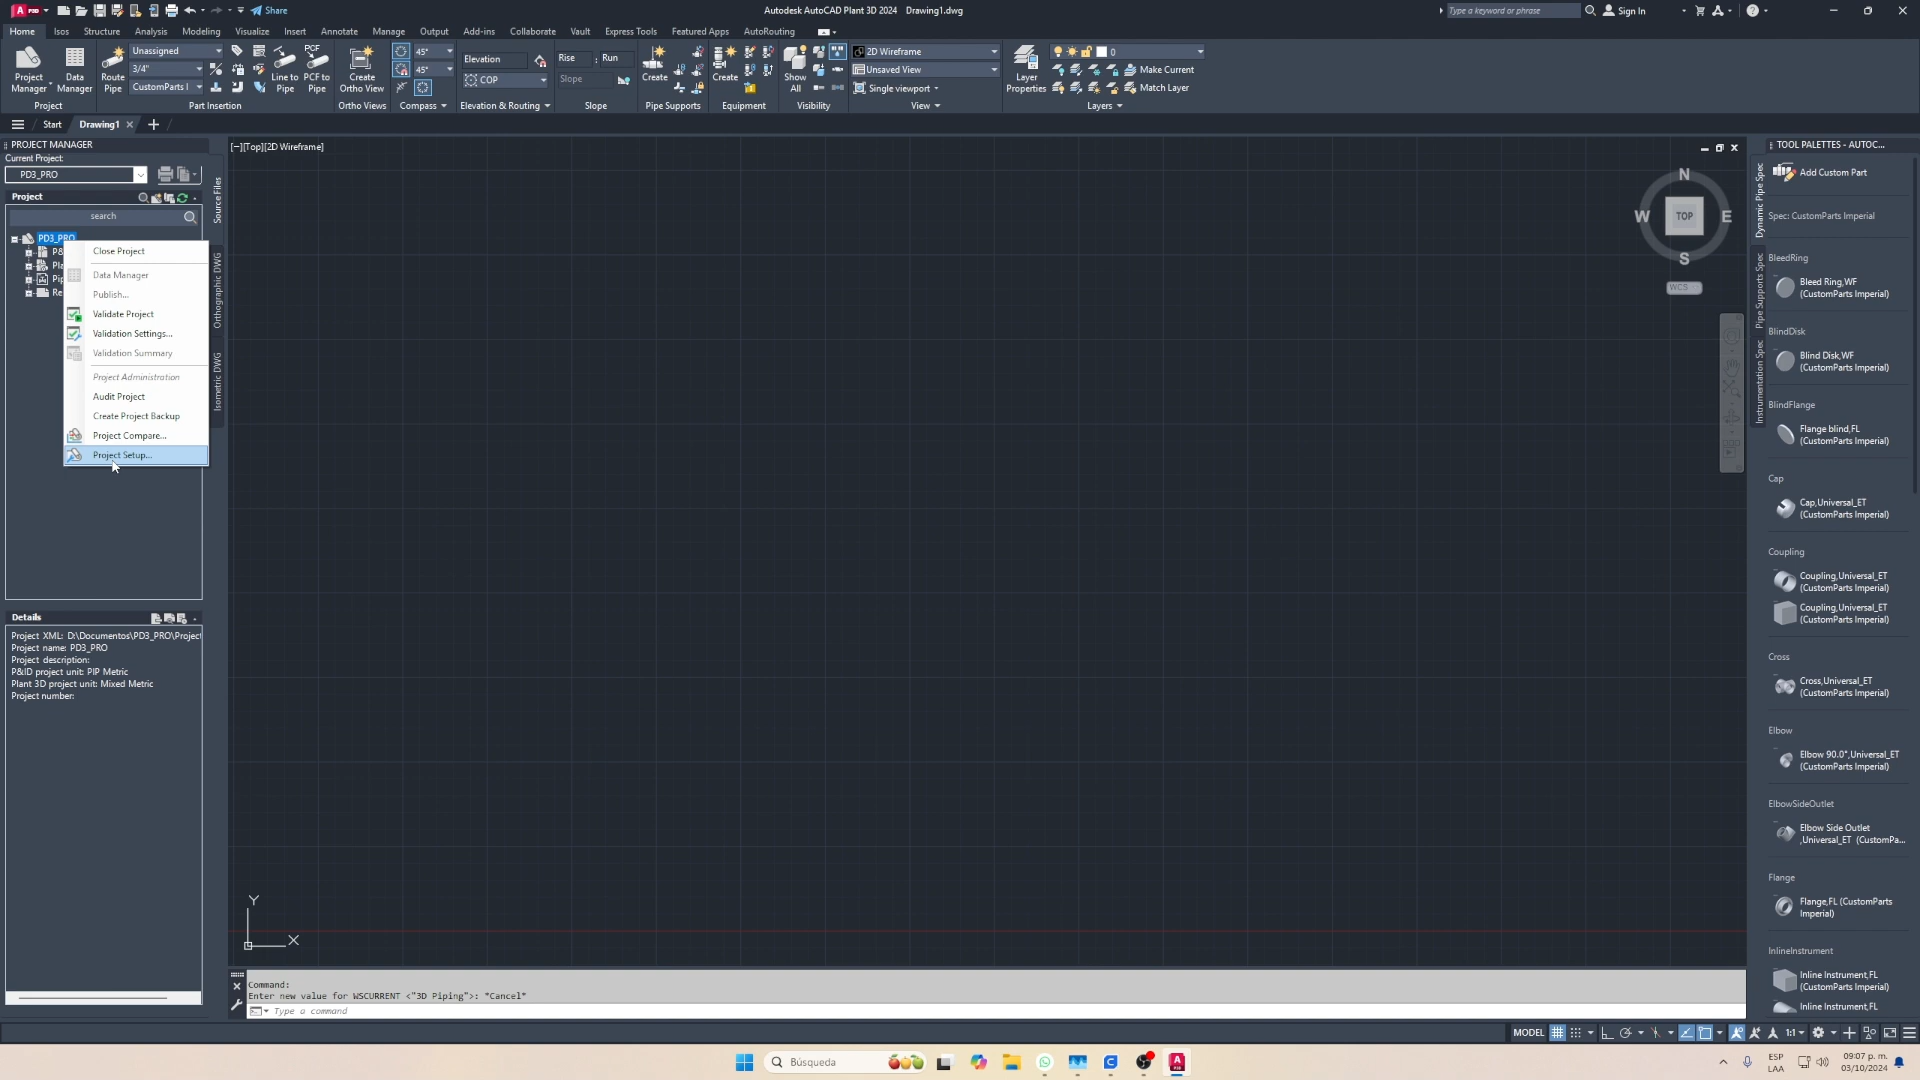 P3D
Share
Autodesk AutoCAD Plant 3D 2024 Drawing1.dwg
Type a keyword or phrase
Sign In
Home Isos Structure Analysis Modeling Visualize Insert Annotate Manage Output Add-ins Collaborate Vault Express Tools Featured Apps AutoRouting
Project Manager
Data Manager
Route Pipe
Unassigned
3/4"
CustomParts I
Line to Pipe
PCF to Pipe
Create Ortho View
45°
45°
Elevation
COP
Rise : Run
Slope
Create
Create
Show All
2D Wireframe
Unsaved View
Single viewport
Layer Properties
0
Make Current
Match Layer
Project
Part Insertion
Ortho Views
Compass
Elevation & Routing
Slope
Pipe Supports
Equipment
Visibility
View
Layers
Start
Drawing1
PROJECT MANAGER
Current Project:
PD3_PRO
Project
search
PD3_PRO
P&
Pla
Pip
Re
Close Project
Data Manager
Publish...
Validate Project
Validation Settings...
Validation Summary
Project Administration
Audit Project
Create Project Backup
Project Compare...
Project Setup...
Source Files
Orthographic DWG
Isometric DWG
Details
Project XML: D:\Documentos\PD3_PRO\Project
Project name: PD3_PRO
Project description:
P&ID project unit: PIP Metric
Plant 3D project unit: Mixed Metric
Project number:
[−][Top][2D Wireframe]
N
W TOP E
S
WCS
Y
X
Command:
Enter new value for WSCURRENT <"3D Piping">: *Cancel*
Type a command
TOOL PALETTES - AUTOC...
Dynamic Pipe Spec
Pipe Supports Spec
Instrumentation Spec
Add Custom Part
Spec: CustomParts Imperial
BleedRing
Bleed Ring,WF
(CustomParts Imperial)
BlindDisk
Blind Disk,WF
(CustomParts Imperial)
BlindFlange
Flange blind,FL
(CustomParts Imperial)
Cap
Cap,Universal_ET
(CustomParts Imperial)
Coupling
Coupling,Universal_ET
(CustomParts Imperial)
Coupling,Universal_ET
(CustomParts Imperial)
Cross
Cross,Universal_ET
(CustomParts Imperial)
Elbow
Elbow 90.0°,Universal_ET
(CustomParts Imperial)
ElbowSideOutlet
Elbow Side Outlet
,Universal_ET (CustomPa...
Flange
Flange,FL (CustomParts
Imperial)
InlineInstrument
Inline Instrument,FL
(CustomParts Imperial)
Inline Instrument,FL
MODEL
1:1
Búsqueda
ESP
LAA
09:07 p. m.
03/10/2024